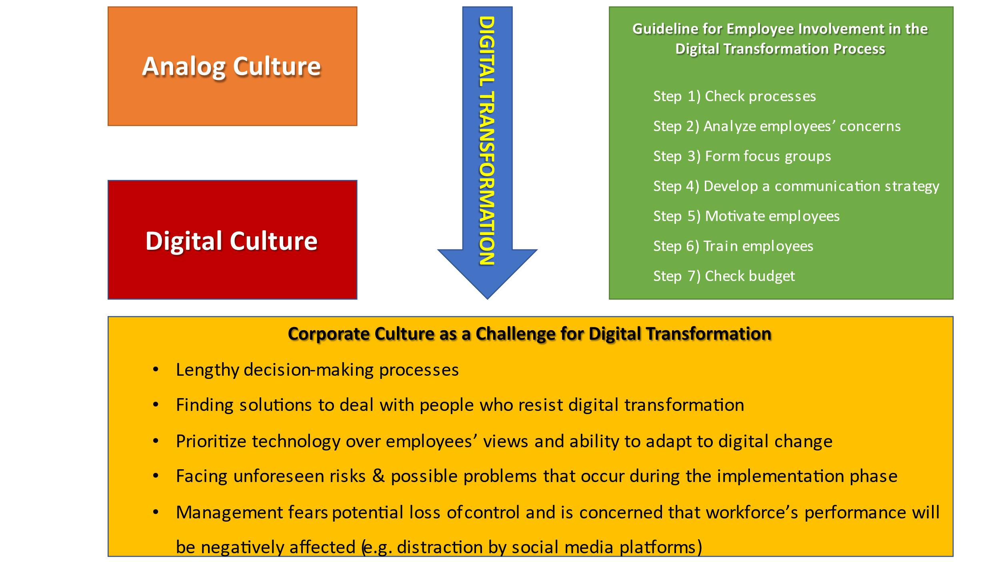 Analog Culture
Digital Culture
DIGITAL TRANSFORMATION
Guideline for Employee Involvement in the
Digital Transformation Process
Step 1) Check processes
Step 2) Analyze employees’ concerns
Step 3) Form focus groups
Step 4) Develop a communication strategy
Step 5) Motivate employees
Step 6) Train employees
Step 7) Check budget
Corporate Culture as a Challenge for Digital Transformation
• Lengthy decision-making processes
• Finding solutions to deal with people who resist digital transformation
• Prioritize technology over employees’ views and ability to adapt to digital change
• Facing unforeseen risks & possible problems that occur during the implementation phase
• Management fears potential loss of control and is concerned that workforce’s performance will
be negatively affected (e.g. distraction by social media platforms)